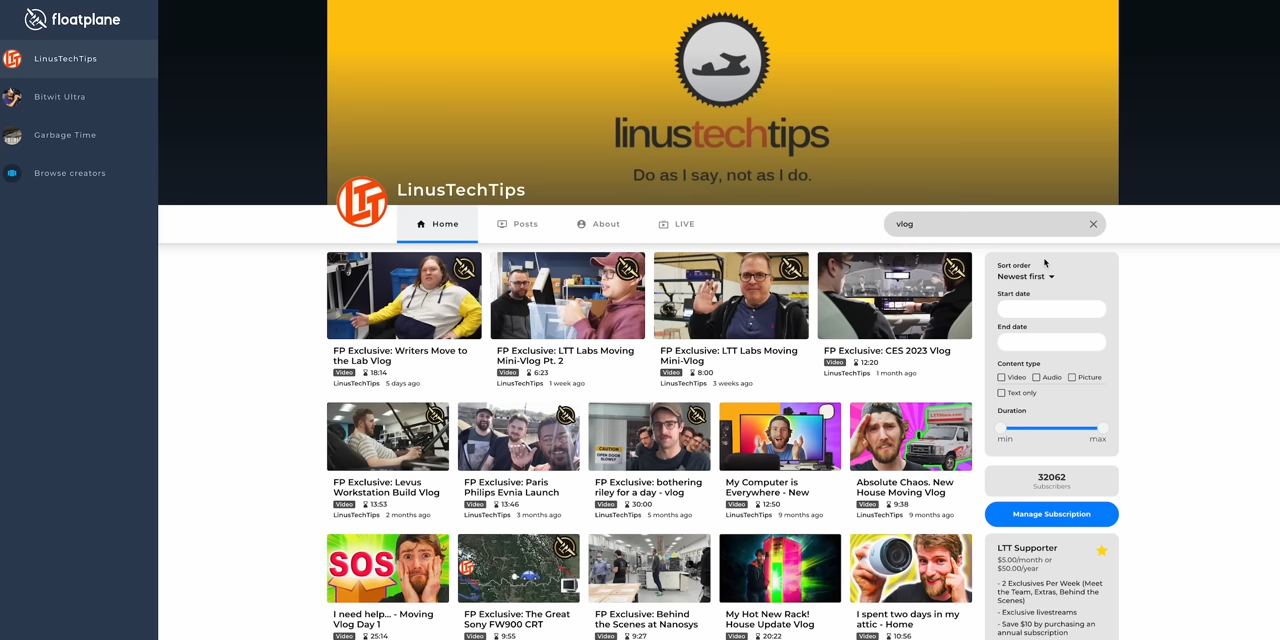 floatplane
LinusTechTips
Bitwit Ultra
Garbage Time
Browse creators
linustechtips
Do as I say, not as I do.
LinusTechTips
Home
Posts
About
LIVE
vlog
FP Exclusive: Writers Move to
the Lab Vlog
Video 18:14
LinusTechTips 5 days ago
FP Exclusive: LTT Labs Moving
Mini-Vlog Pt. 2
Video 6:23
LinusTechTips 1 week ago
FP Exclusive: LTT Labs Moving
Mini-Vlog
Video 8:00
LinusTechTips 3 weeks ago
FP Exclusive: CES 2023 Vlog
Video 12:20
LinusTechTips 1 month ago
FP Exclusive: Levus
Workstation Build Vlog
Video 13:53
LinusTechTips 2 months ago
FP Exclusive: Paris
Philips Evnia Launch
Video 13:46
LinusTechTips 3 months ago
CAUTION
OPEN DOOR
SLOWLY
FP Exclusive: bothering
riley for a day - vlog
Video 30:00
LinusTechTips 5 months ago
My Computer is
Everywhere - New
Video 12:50
LinusTechTips 9 months ago
Absolute Chaos. New
House Moving Vlog
Video 9:38
LinusTechTips 9 months ago
SOS
I need help... - Moving
Vlog Day 1
Video 25:14
FP Exclusive: The Great
Sony FW900 CRT
Video 9:55
FP Exclusive: Behind
the Scenes at Nanosys
Video 9:27
My Hot New Rack!
House Update Vlog
Video 20:22
I spent two days in my
attic - Home
Video 10:56
Sort order
Newest first
Start date
End date
Content type
Video Audio Picture
Text only
Duration
min max
32062
Subscribers
Manage Subscription
LTT Supporter
$5.00/month or
$50.00/year
- 2 Exclusives Per Week (Meet
the Team, Extras, Behind the
Scenes)
- Exclusive livestreams
- Save $10 by purchasing an
annual subscription